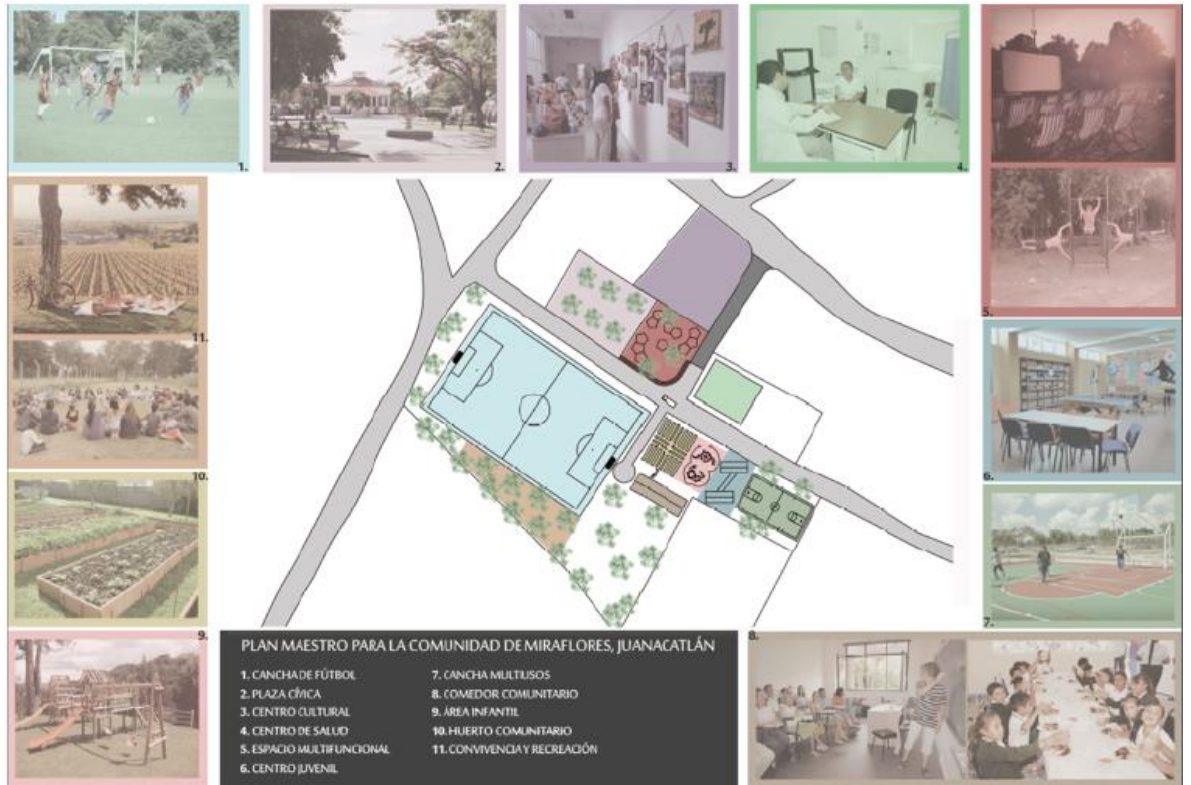 1.
2.
3.
4.
5.
11.
6.
10.
7.
9.
8.
PLAN MAESTRO PARA LA COMUNIDAD DE MIRAFLORES, JUANACATLÁN
1. CANCHA DE FÚTBOL
2. PLAZA CÍVICA
3. CENTRO CULTURAL
4. CENTRO DE SALUD
5. ESPACIO MULTIFUNCIONAL
6. CENTRO JUVENIL
7. CANCHA MULTIUSOS
8. COMEDOR COMUNITARIO
9. ÁREA INFANTIL
10. HUERTO COMUNITARIO
11. CONVIVENCIA Y RECREACIÓN